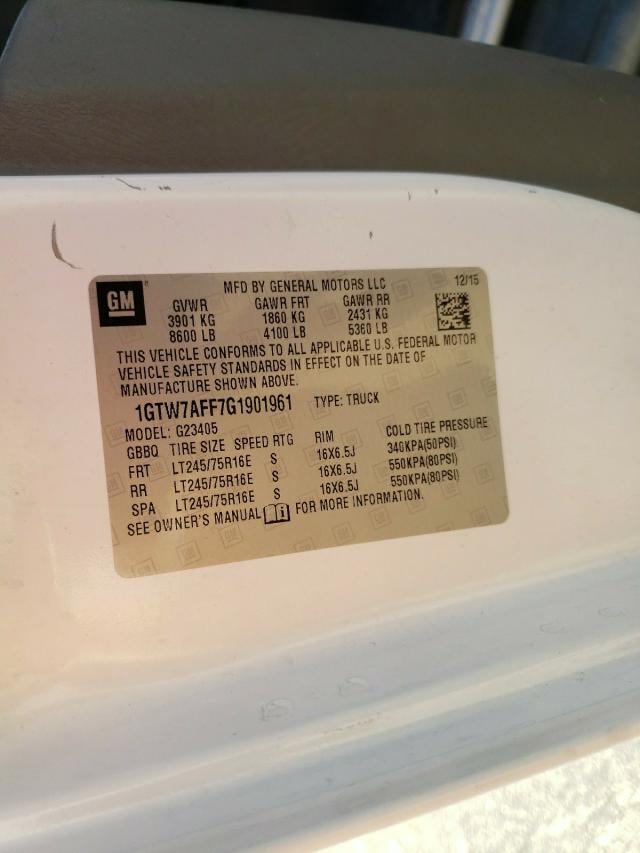 GM
MFD BY GENERAL MOTORS LLC 12/15
GVWR GAWR FRT GAWR RR
3901 KG 1860 KG 2431 KG
8600 LB 4100 LB 5360 LB
THIS VEHICLE CONFORMS TO ALL APPLICABLE U.S. FEDERAL MOTOR
VEHICLE SAFETY STANDARDS IN EFFECT ON THE DATE OF
MANUFACTURE SHOWN ABOVE.
1GTW7AFF7G1901961 TYPE: TRUCK
MODEL: G23405
GBBQ TIRE SIZE SPEED RTG RIM COLD TIRE PRESSURE
FRT LT245/75R16E S 16X6.5J 340KPA(50PSI)
RR LT245/75R16E S 16X6.5J 550KPA(80PSI)
SPA LT245/75R16E S 16X6.5J 550KPA(80PSI)
SEE OWNER'S MANUAL FOR MORE INFORMATION.